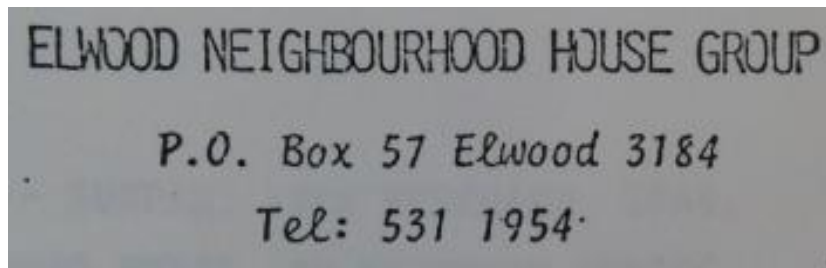 ELWOOD NEIGHBOURHOOD HOUSE GROUP
P.O. Box 57 Elwood 3184
Tel: 531 1954